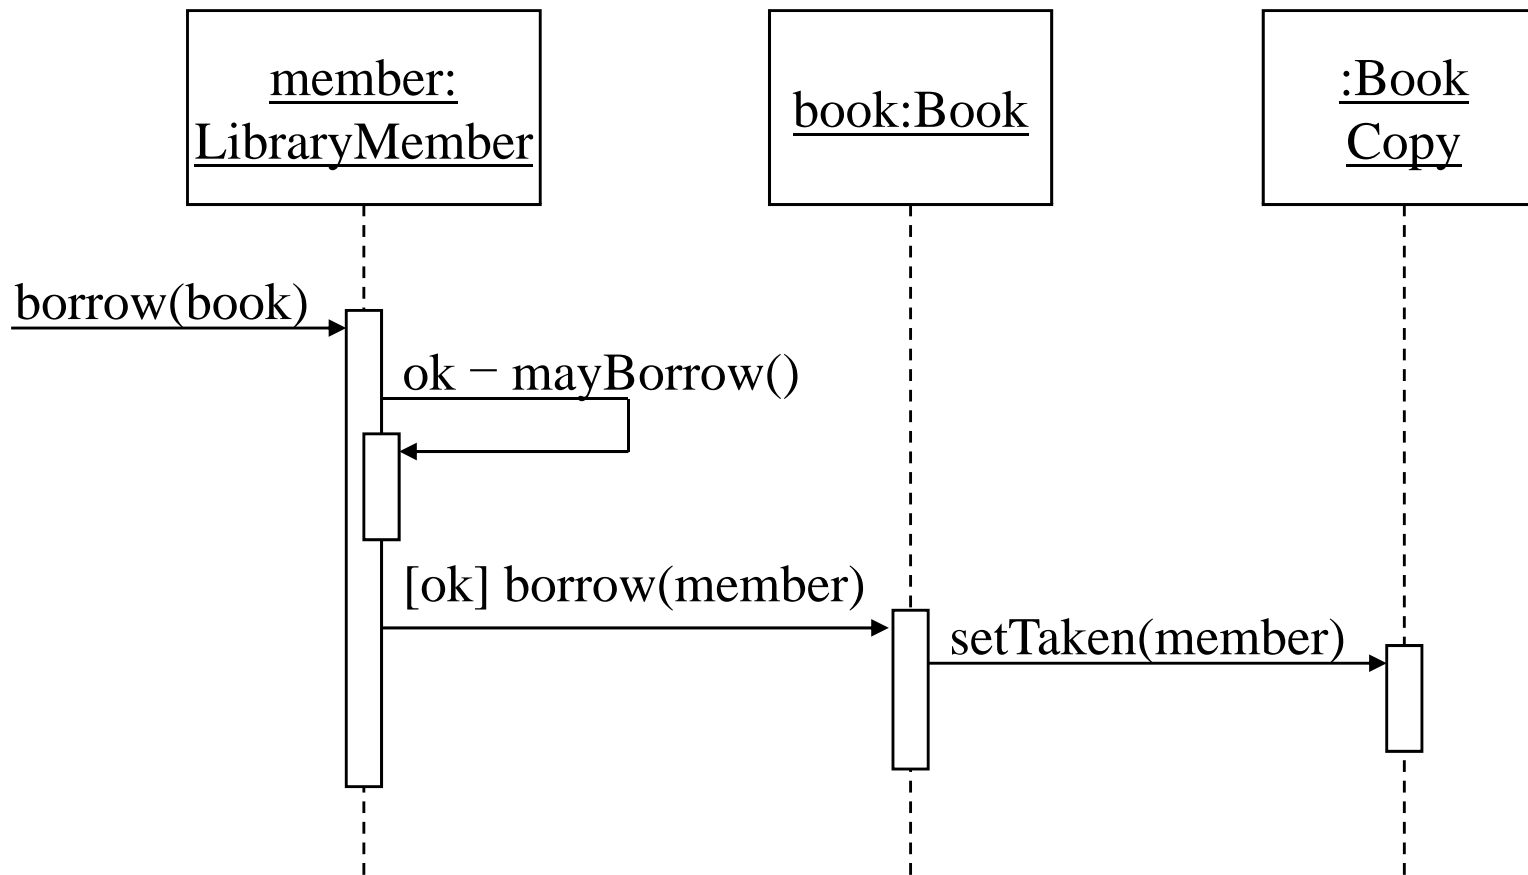 member:
LibraryMember
book:Book
:Book
Copy
borrow(book)
ok − mayBorrow()
[ok] borrow(member)
setTaken(member)